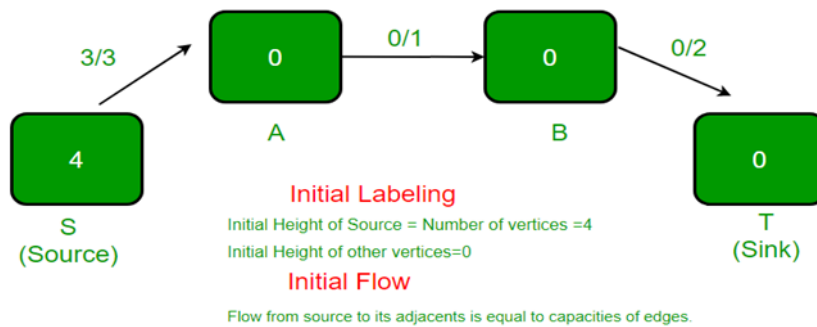 3/3
0
0/1
0
0/2
4
A
B
0
S
(Source)
T
(Sink)
Initial Labeling
Initial Height of Source = Number of vertices =4
Initial Height of other vertices=0
Initial Flow
Flow from source to its adjacents is equal to capacities of edges.